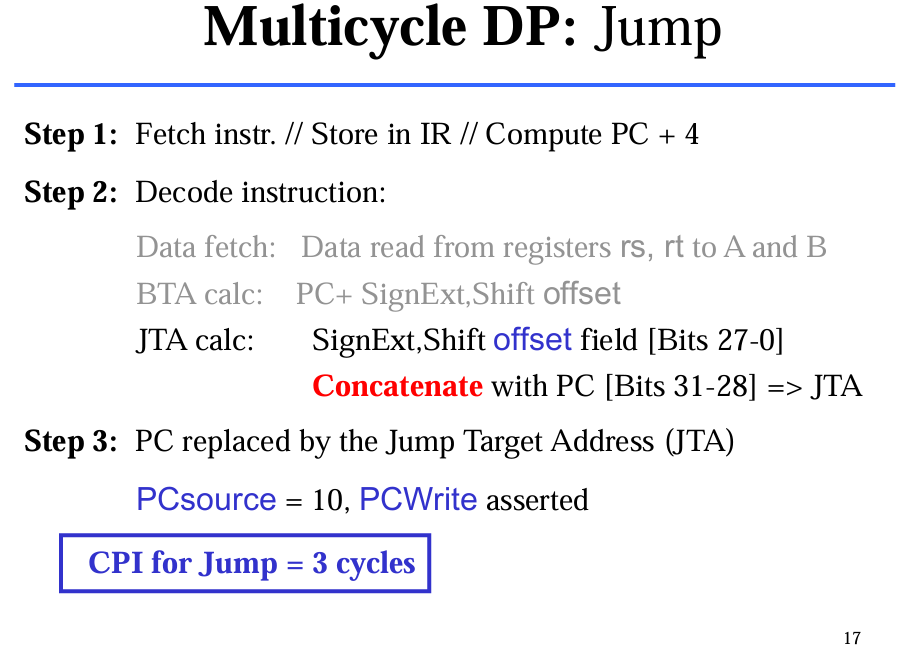 Multicycle DP: Jump
Step 1: Fetch instr. // Store in IR // Compute PC + 4
Step 2: Decode instruction:
Data fetch: Data read from registers rs, rt to A and B
BTA calc: PC+ SignExt,Shift offset
JTA calc: SignExt,Shift offset field [Bits 27-0]
Concatenate with PC [Bits 31-28] => JTA
Step 3: PC replaced by the Jump Target Address (JTA)
PCsource = 10, PCWrite asserted
CPI for Jump = 3 cycles
17